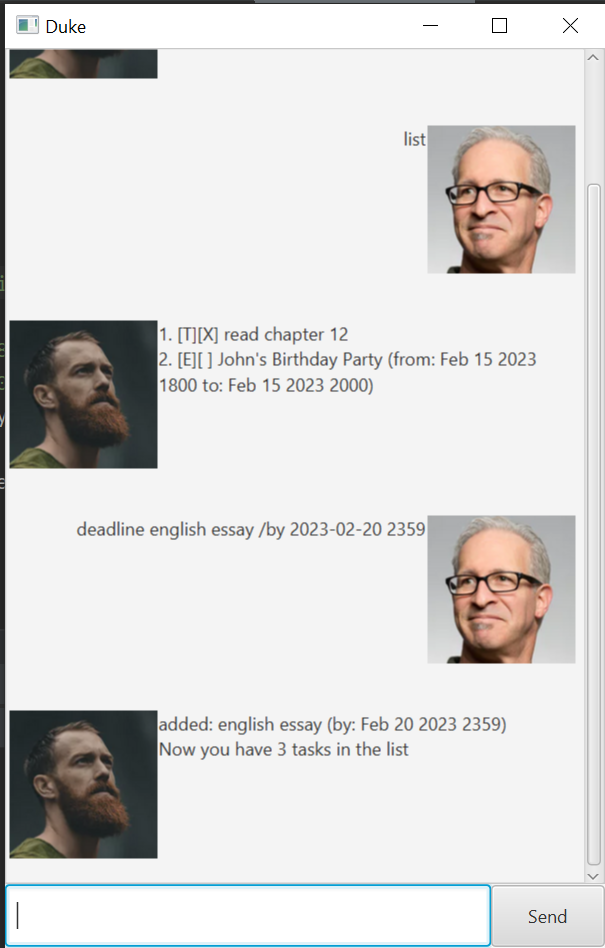 Duke
list
1. [T][X] read chapter 12
2. [E][ ] John's Birthday Party (from: Feb 15 2023
1800 to: Feb 15 2023 2000)
deadline english essay /by 2023-02-20 2359
added: english essay (by: Feb 20 2023 2359)
Now you have 3 tasks in the list
Send